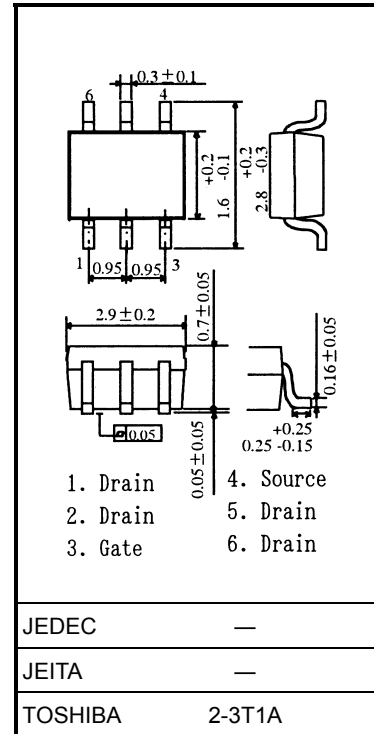 0.3±0.1
6 4
+0.2
1.6 -0.1
+0.2
2.8 -0.3
1 0.95 0.95 3
2.9±0.2
0.7±0.05
0.16±0.05
0.05
0.05±0.05
+0.25
0.25 -0.15
1. Drain
2. Drain
3. Gate
4. Source
5. Drain
6. Drain
JEDEC —
JEITA —
TOSHIBA 2-3T1A